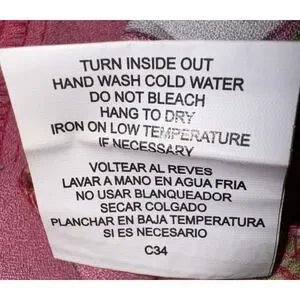 TURN INSIDE OUT
HAND WASH COLD WATER
DO NOT BLEACH
HANG TO DRY
IRON ON LOW TEMPERATURE
IF NECESSARY
VOLTEAR AL REVES
LAVAR A MANO EN AGUA FRIA
NO USAR BLANQUEADOR
SECAR COLGADO
PLANCHAR EN BAJA TEMPERATURA
SI ES NECESARIO
C34